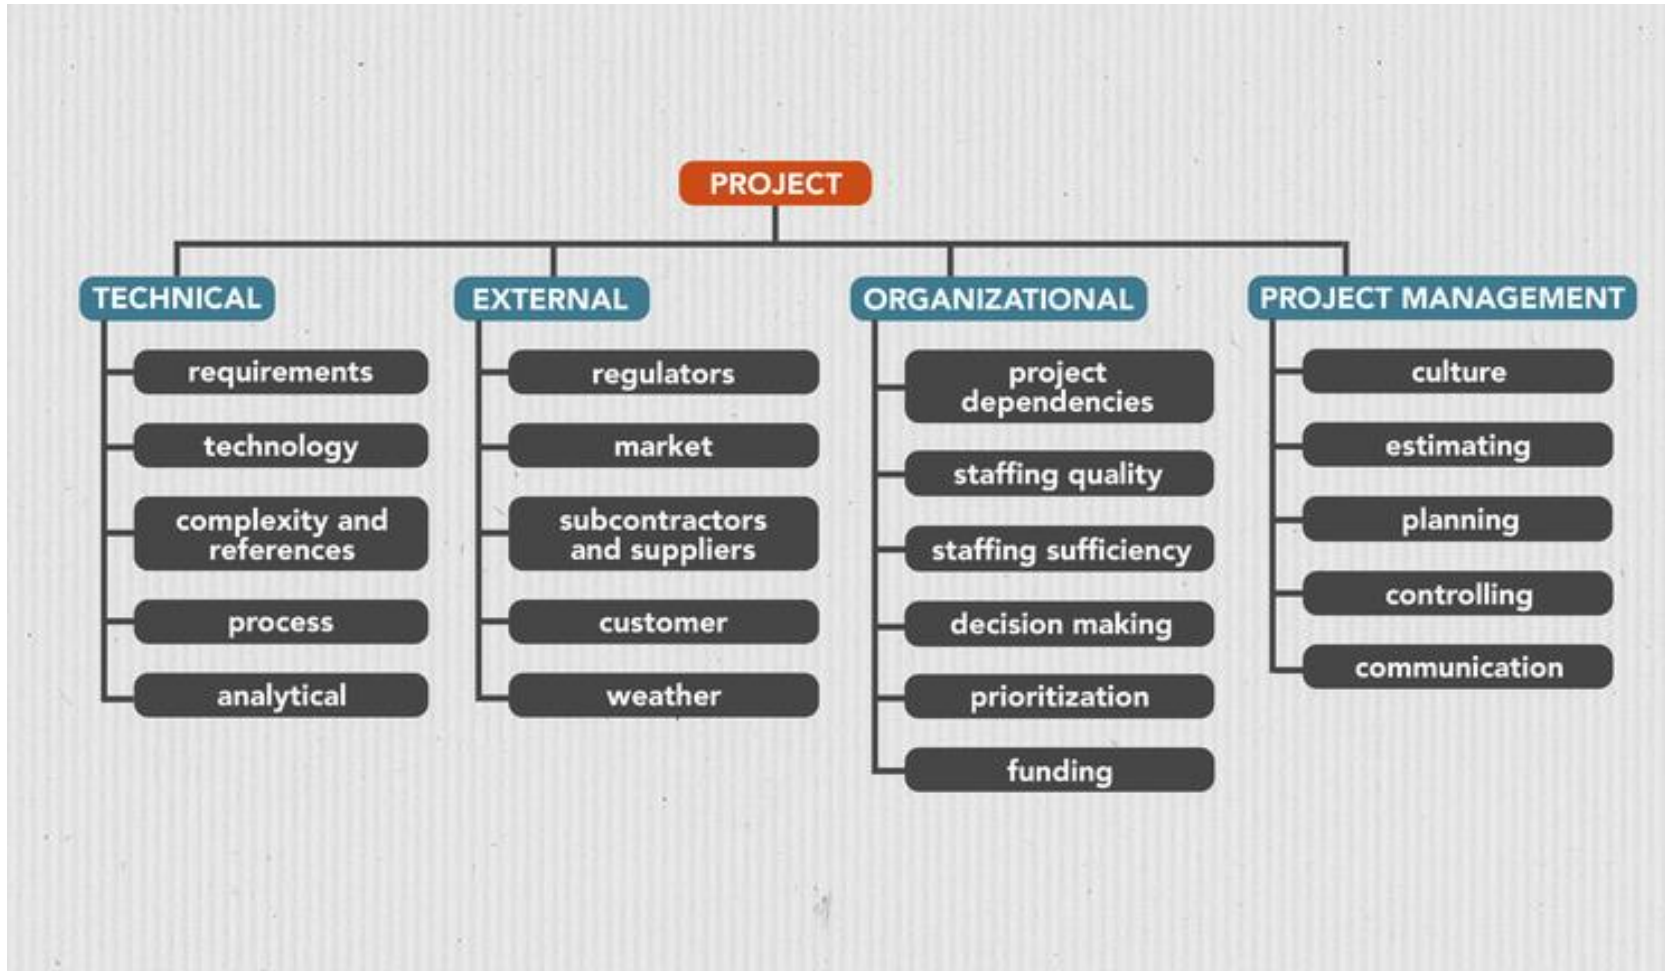 PROJECT
TECHNICAL
requirements
technology
complexity and
references
process
analytical
EXTERNAL
regulators
market
subcontractors
and suppliers
customer
weather
ORGANIZATIONAL
project
dependencies
staffing quality
staffing sufficiency
decision making
prioritization
funding
PROJECT MANAGEMENT
culture
estimating
planning
controlling
communication